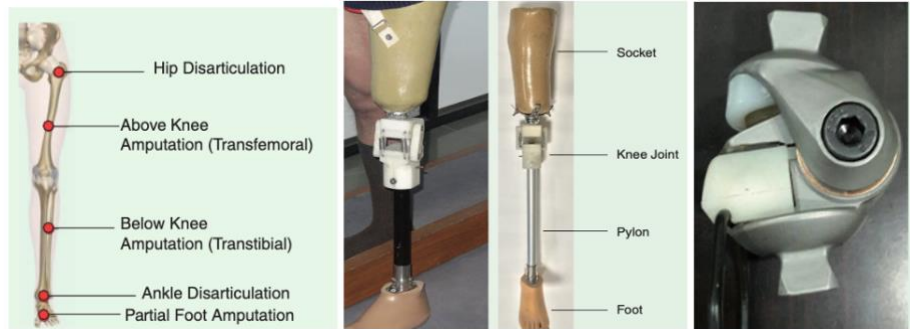 Hip Disarticulation
Above Knee
Amputation (Transfemoral)
Below Knee
Amputation (Transtibial)
Ankle Disarticulation
Partial Foot Amputation
Socket
Knee Joint
Pylon
Foot